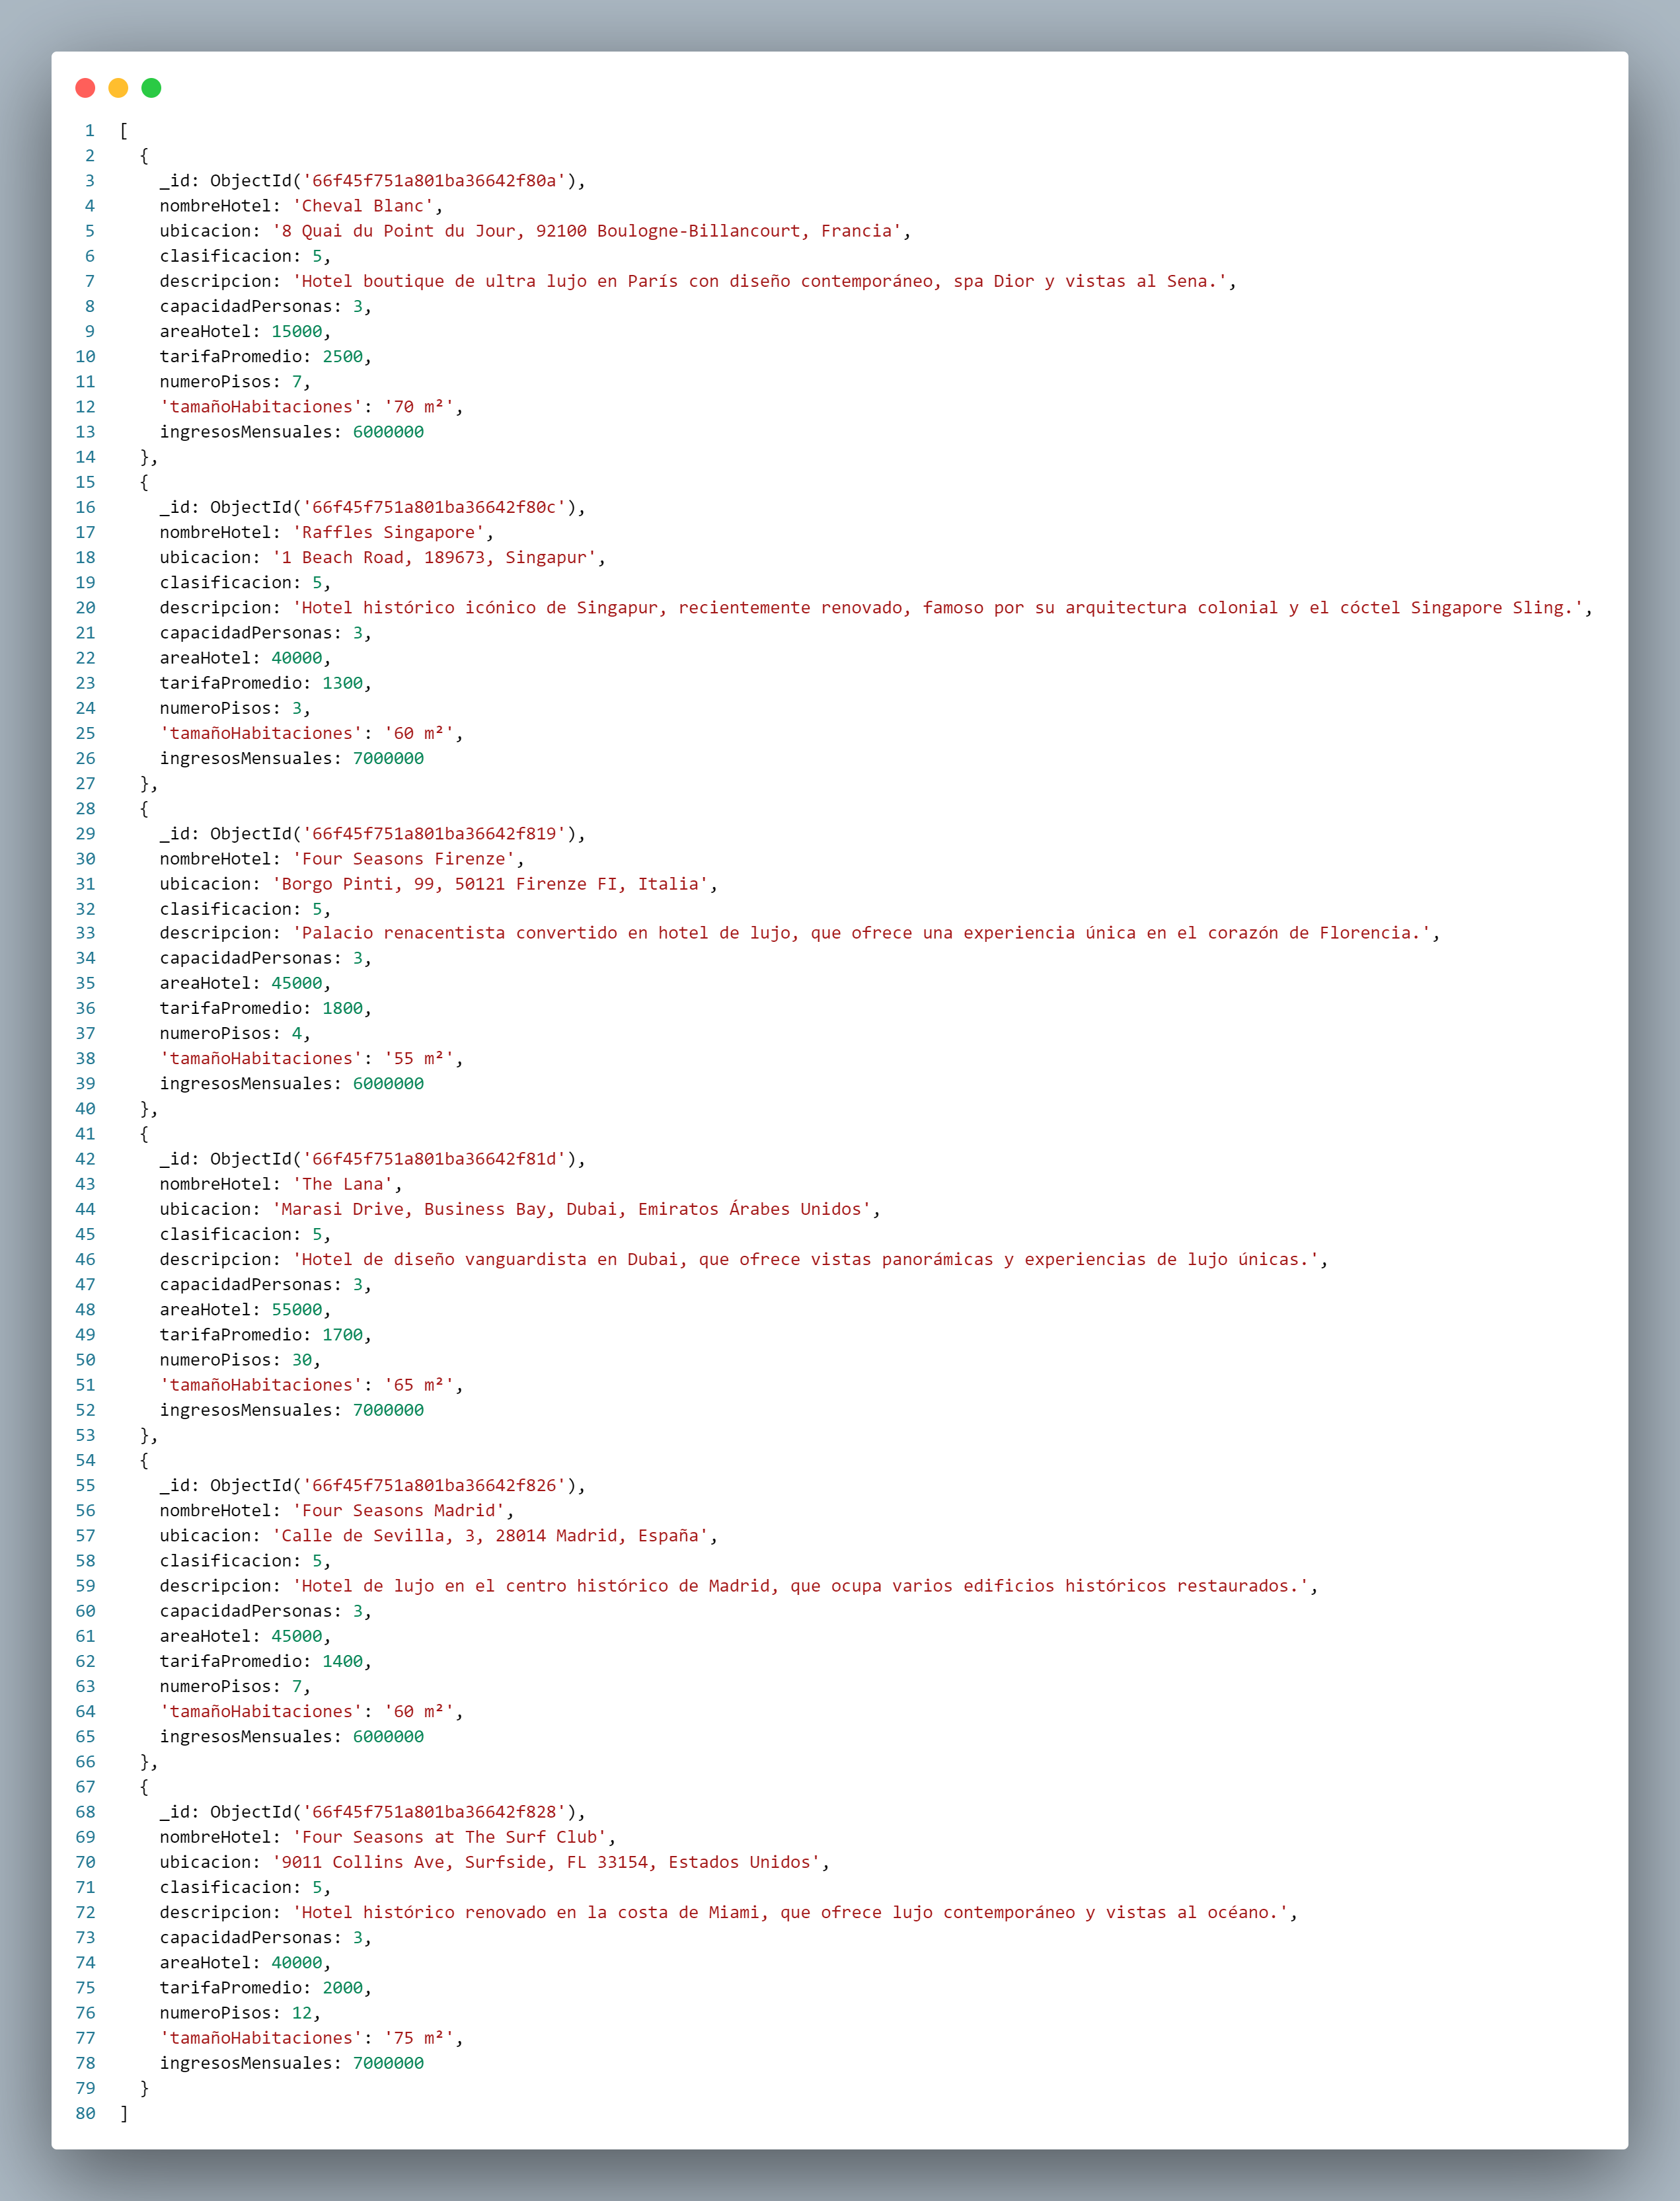 1 [
2 {
3 _id: ObjectId('66f45f751a801ba36642f80a'),
4 nombreHotel: 'Cheval Blanc',
5 ubicacion: '8 Quai du Point du Jour, 92100 Boulogne-Billancourt, Francia',
6 clasificacion: 5,
7 descripcion: 'Hotel boutique de ultra lujo en París con diseño contemporáneo, spa Dior y vistas al Sena.',
8 capacidadPersonas: 3,
9 areaHotel: 15000,
10 tarifaPromedio: 2500,
11 numeroPisos: 7,
12 'tamañoHabitaciones': '70 m²',
13 ingresosMensuales: 6000000
14 },
15 {
16 _id: ObjectId('66f45f751a801ba36642f80c'),
17 nombreHotel: 'Raffles Singapore',
18 ubicacion: '1 Beach Road, 189673, Singapur',
19 clasificacion: 5,
20 descripcion: 'Hotel histórico icónico de Singapur, recientemente renovado, famoso por su arquitectura colonial y el cóctel Singapore Sling.',
21 capacidadPersonas: 3,
22 areaHotel: 40000,
23 tarifaPromedio: 1300,
24 numeroPisos: 3,
25 'tamañoHabitaciones': '60 m²',
26 ingresosMensuales: 7000000
27 },
28 {
29 _id: ObjectId('66f45f751a801ba36642f819'),
30 nombreHotel: 'Four Seasons Firenze',
31 ubicacion: 'Borgo Pinti, 99, 50121 Firenze FI, Italia',
32 clasificacion: 5,
33 descripcion: 'Palacio renacentista convertido en hotel de lujo, que ofrece una experiencia única en el corazón de Florencia.',
34 capacidadPersonas: 3,
35 areaHotel: 45000,
36 tarifaPromedio: 1800,
37 numeroPisos: 4,
38 'tamañoHabitaciones': '55 m²',
39 ingresosMensuales: 6000000
40 },
41 {
42 _id: ObjectId('66f45f751a801ba36642f81d'),
43 nombreHotel: 'The Lana',
44 ubicacion: 'Marasi Drive, Business Bay, Dubai, Emiratos Árabes Unidos',
45 clasificacion: 5,
46 descripcion: 'Hotel de diseño vanguardista en Dubai, que ofrece vistas panorámicas y experiencias de lujo únicas.',
47 capacidadPersonas: 3,
48 areaHotel: 55000,
49 tarifaPromedio: 1700,
50 numeroPisos: 30,
51 'tamañoHabitaciones': '65 m²',
52 ingresosMensuales: 7000000
53 },
54 {
55 _id: ObjectId('66f45f751a801ba36642f826'),
56 nombreHotel: 'Four Seasons Madrid',
57 ubicacion: 'Calle de Sevilla, 3, 28014 Madrid, España',
58 clasificacion: 5,
59 descripcion: 'Hotel de lujo en el centro histórico de Madrid, que ocupa varios edificios históricos restaurados.',
60 capacidadPersonas: 3,
61 areaHotel: 45000,
62 tarifaPromedio: 1400,
63 numeroPisos: 7,
64 'tamañoHabitaciones': '60 m²',
65 ingresosMensuales: 6000000
66 },
67 {
68 _id: ObjectId('66f45f751a801ba36642f828'),
69 nombreHotel: 'Four Seasons at The Surf Club',
70 ubicacion: '9011 Collins Ave, Surfside, FL 33154, Estados Unidos',
71 clasificacion: 5,
72 descripcion: 'Hotel histórico renovado en la costa de Miami, que ofrece lujo contemporáneo y vistas al océano.',
73 capacidadPersonas: 3,
74 areaHotel: 40000,
75 tarifaPromedio: 2000,
76 numeroPisos: 12,
77 'tamañoHabitaciones': '75 m²',
78 ingresosMensuales: 7000000
79 }
80 ]